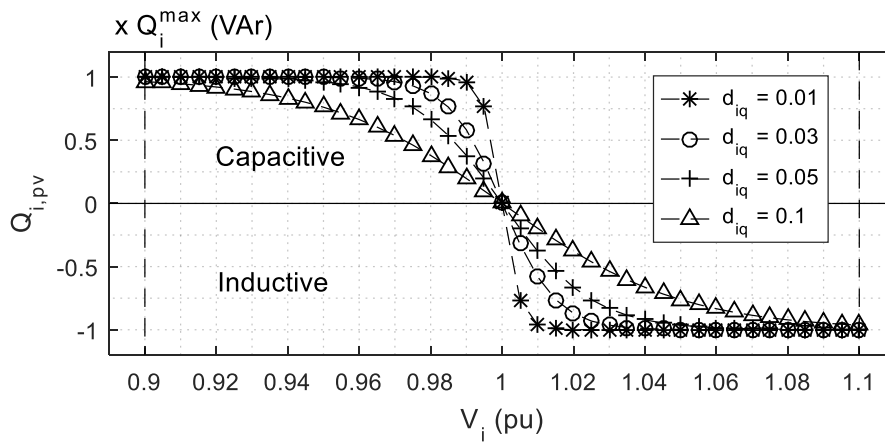 x Q_i^max (VAr)
1
0.5
0
-0.5
-1
Q_i,pv
Capacitive
Inductive
d_iq = 0.01
d_iq = 0.03
d_iq = 0.05
d_iq = 0.1
0.9 0.92 0.94 0.96 0.98 1 1.02 1.04 1.06 1.08 1.1
V_i (pu)